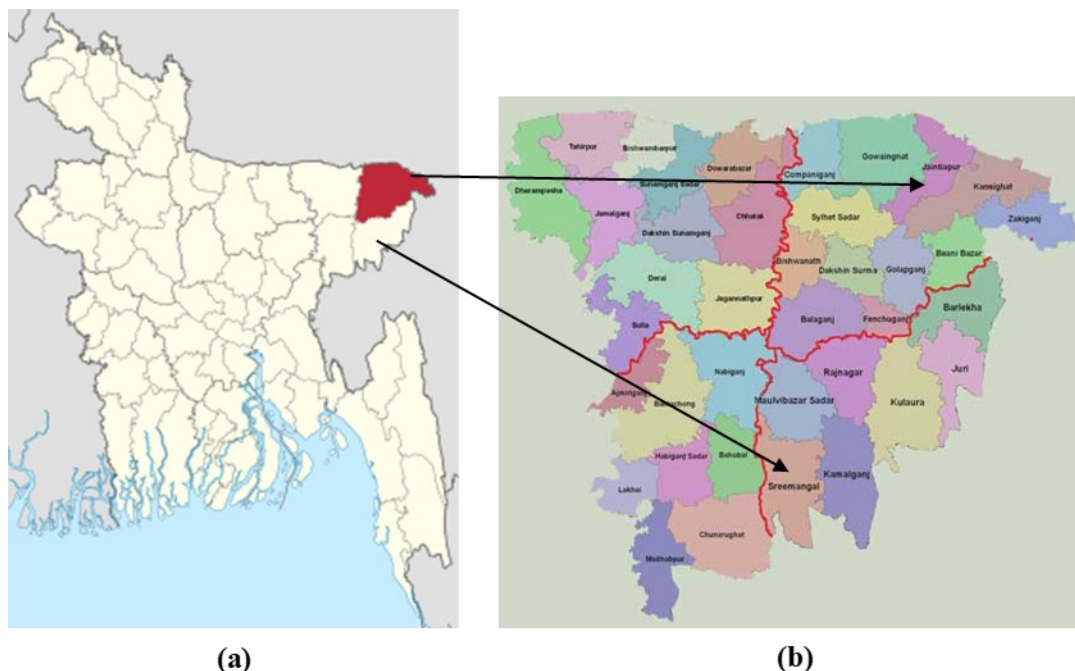 Tahirpur
Bishwambarpur
Dowarabazar
Companiganj
Gowainghat
Jaintiapur
Dharampasha
Sunamganj Sadar
Kanaighat
Jamalganj
Chhatak
Sylhet Sadar
Zakiganj
Dakshin Sunamganj
Beani Bazar
Bishwanath
Dakshin Surma
Golapganj
Derai
Jagannathpur
Barlekha
Sulla
Balaganj
Fenchuganj
Nabiganj
Rajnagar
Juri
Ajmiriganj
Baniachong
Maulvibazar Sadar
Kulaura
Habiganj Sadar
Bahubal
Kamalganj
Lakhai
Sreemangal
Chunarughat
Madhabpur
(a)
(b)